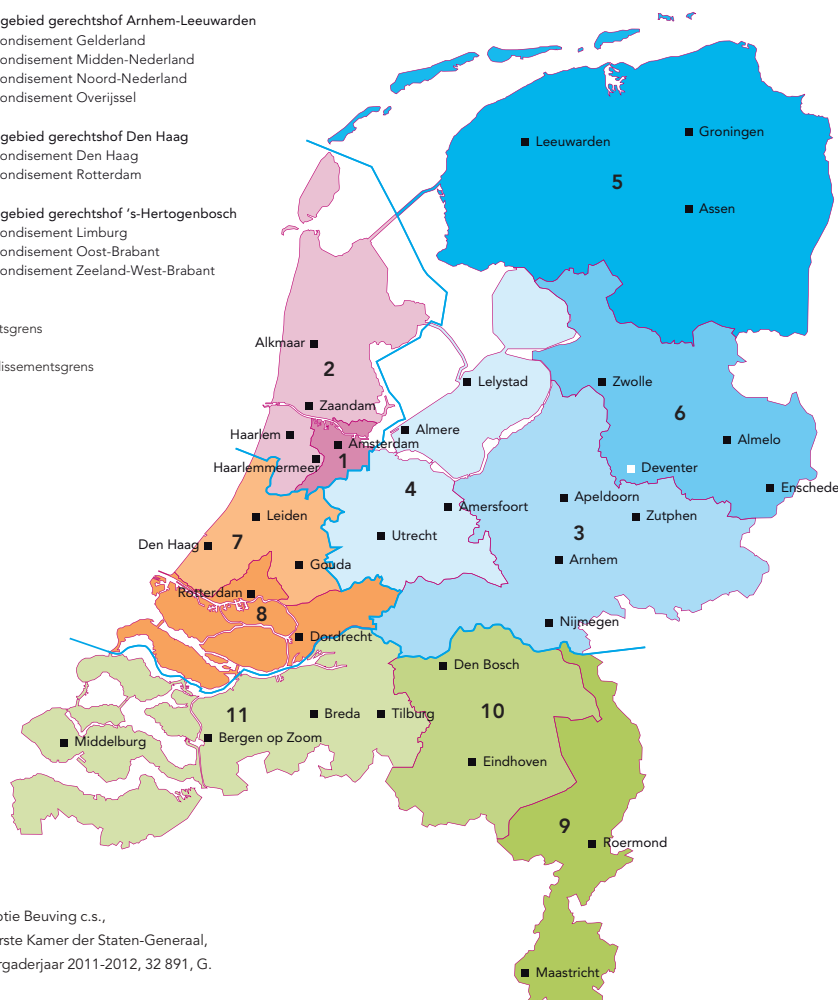 gebied gerechtshof Arnhem-Leeuwarden
ondisement Gelderland
ondisement Midden-Nederland
ondisement Noord-Nederland
ondisement Overijssel
gebied gerechtshof Den Haag
ondisement Den Haag
ondisement Rotterdam
gebied gerechtshof ‘s-Hertogenbosch
ondisement Limburg
ondisement Oost-Brabant
ondisement Zeeland-West-Brabant
tsgrens
lissementsgrens
Leeuwarden
Groningen
5
Assen
Alkmaar
2
Zaandam
Lelystad
Zwolle
6
Haarlem
Amsterdam
Almere
Almelo
Haarlemmermeer
1
Deventer
4
Enschede
Amersfoort
Apeldoorn
Leiden
Zutphen
Den Haag
7
Utrecht
3
Gouda
Arnhem
Rotterdam
8
Nijmegen
Dordrecht
Den Bosch
11
Breda
Tilburg
10
Middelburg
Bergen op Zoom
Eindhoven
9
Roermond
otie Beuving c.s.,
rste Kamer der Staten-Generaal,
rgaderjaar 2011-2012, 32 891, G.
Maastricht